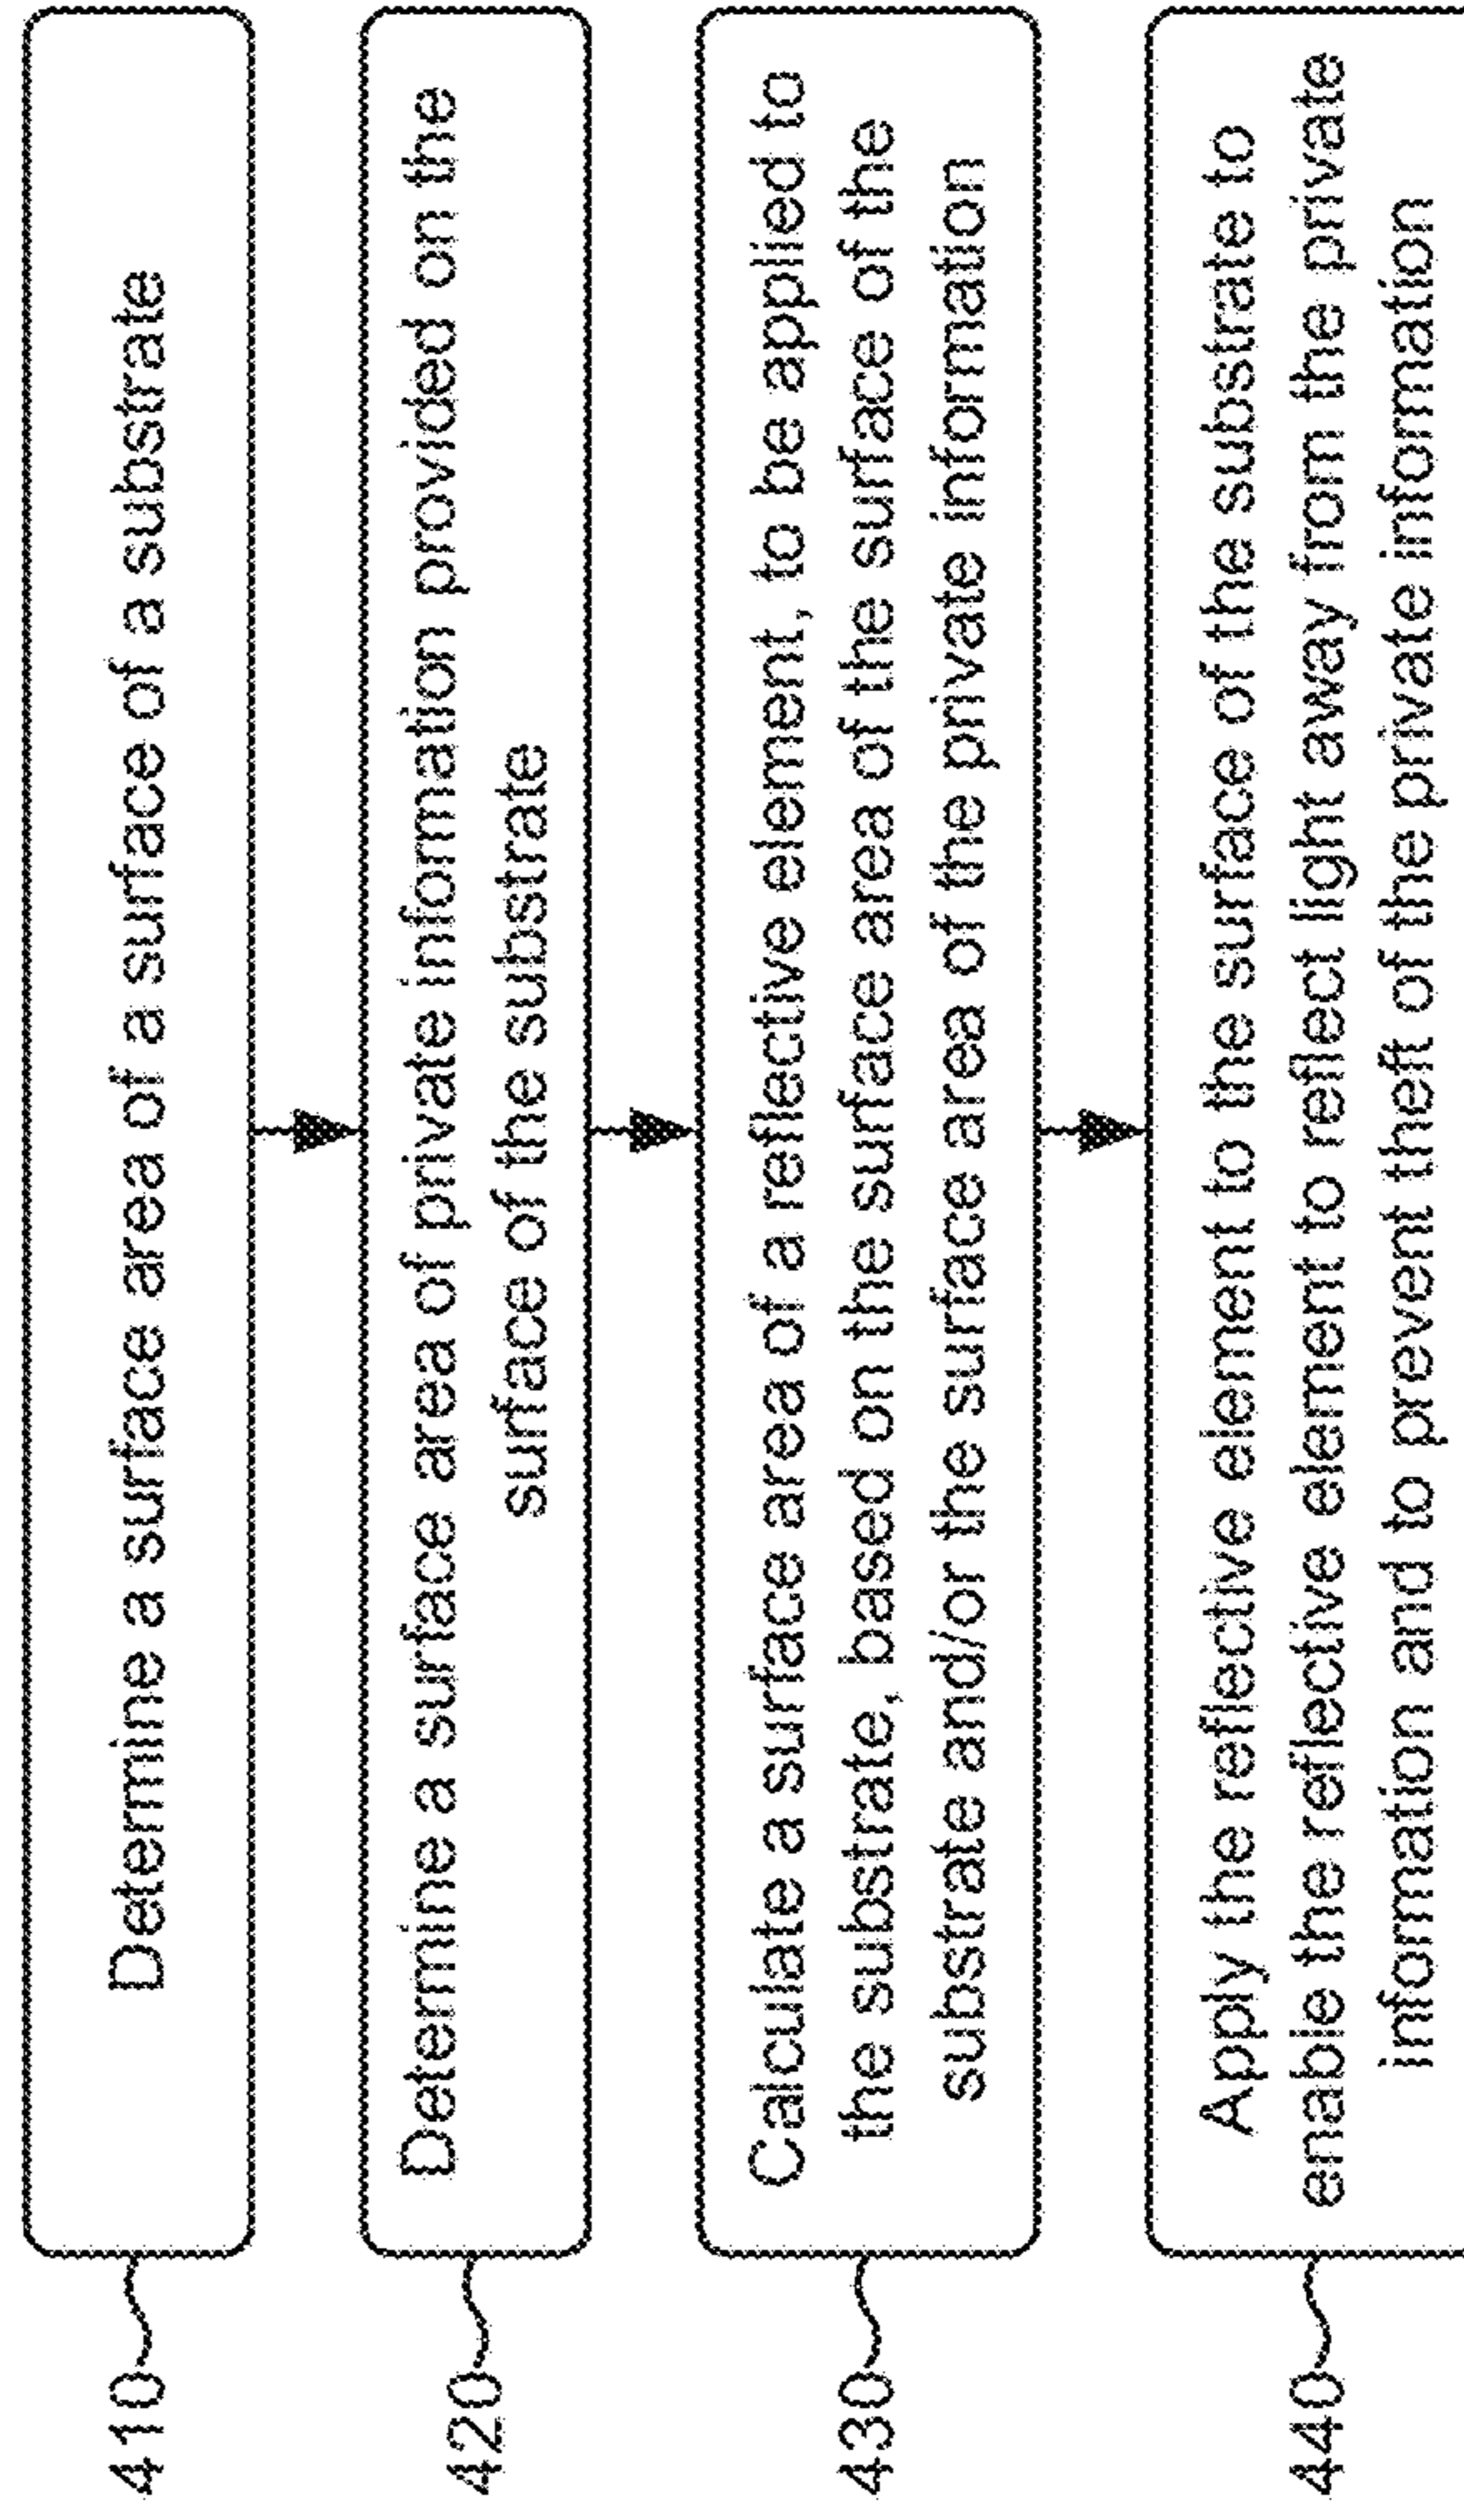 410
Determine a surface area of a surface of a substrate
420
Determine a surface area of private information provided on the
surface of the substrate
430
Calculate a surface area of a reflective element, to be applied to
the substrate, based on the surface area of the surface of the
substrate and/or the surface area of the private information
440
Apply the reflective element to the surface of the substrate to
enable the reflective element to reflect light away from the private
information and to prevent theft of the private information